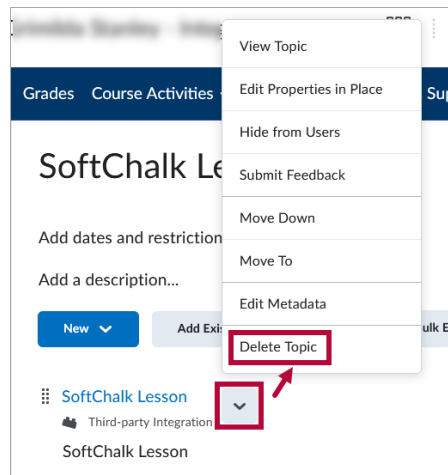 View Topic
Edit Properties in Place
Hide from Users
Submit Feedback
Move Down
Move To
Edit Metadata
Delete Topic
Grades Course Activities
SoftChalk
Add dates and restriction
Add a description...
New Add
SoftChalk Lesson
Third-party Integration
SoftChalk Lesson